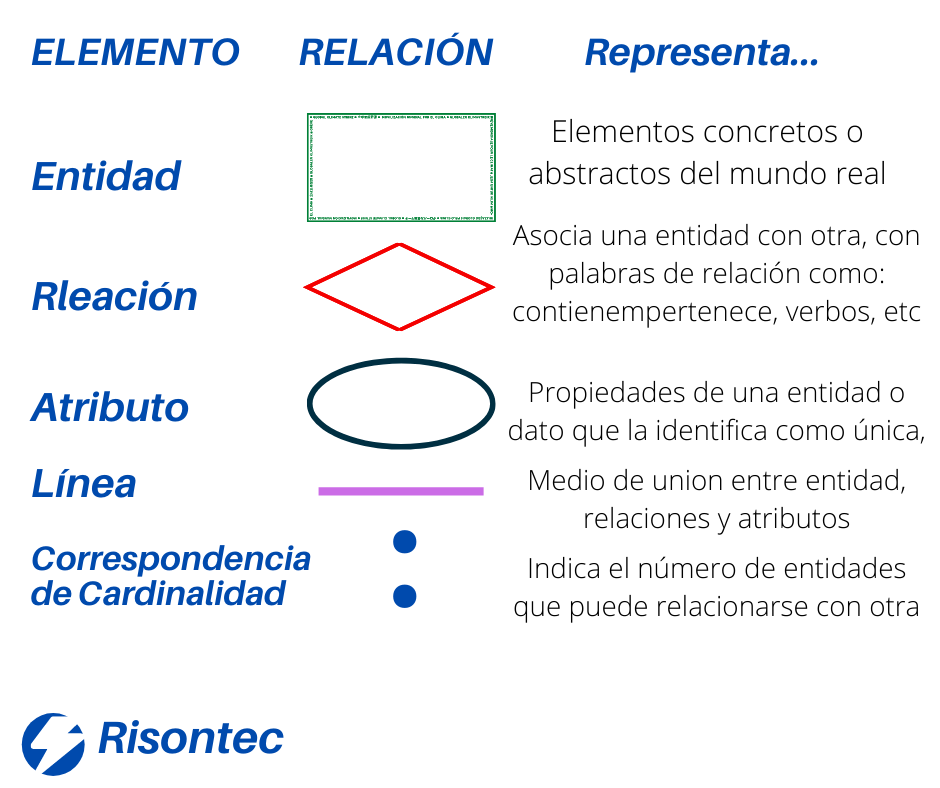 ELEMENTO RELACIÓN Representa...
Entidad
Elementos concretos o
abstractos del mundo real
Rleación
Asocia una entidad con otra, con
palabras de relación como:
contienempertenece, verbos, etc
Atributo
Propiedades de una entidad o
dato que la identifica como única,
Línea
Medio de union entre entidad,
relaciones y atributos
Correspondencia
de Cardinalidad
Indica el número de entidades
que puede relacionarse con otra
Risontec